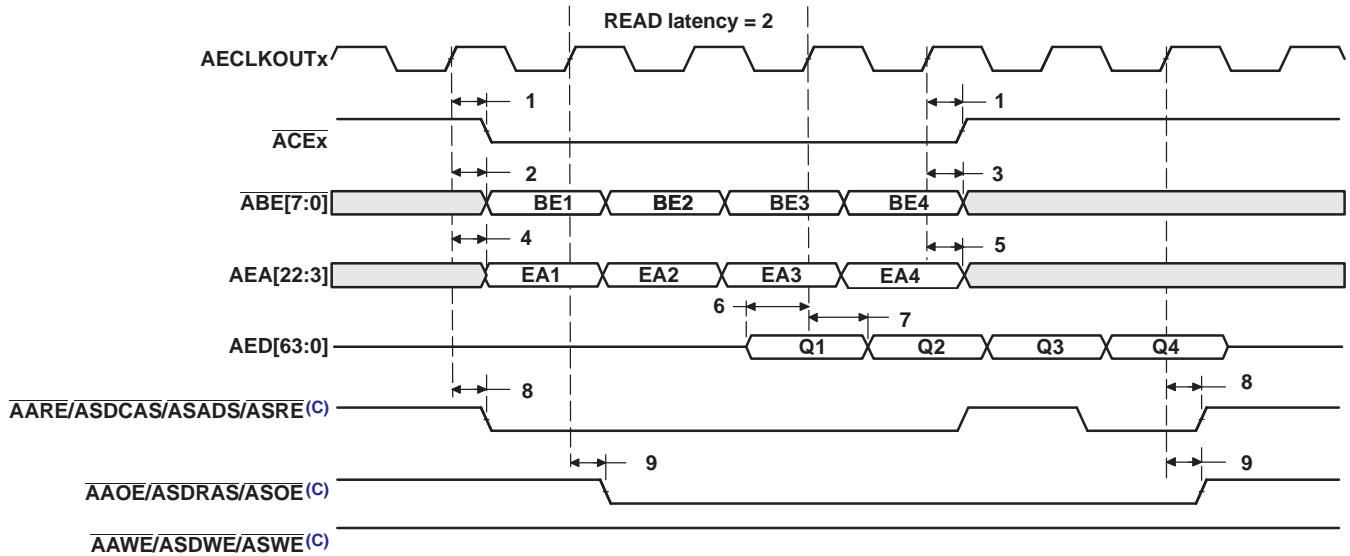 READ latency = 2
AECLKOUTx
1 1
ACEx
2 3
ABE[7:0] BE1 BE2 BE3 BE4
4 5
AEA[22:3] EA1 EA2 EA3 EA4
6 7
AED[63:0] Q1 Q2 Q3 Q4
8 8
AARE/ASDCAS/ASADS/ASRE(C)
9 9
AAOE/ASDRAS/ASOE(C)
AAWE/ASDWE/ASWE(C)